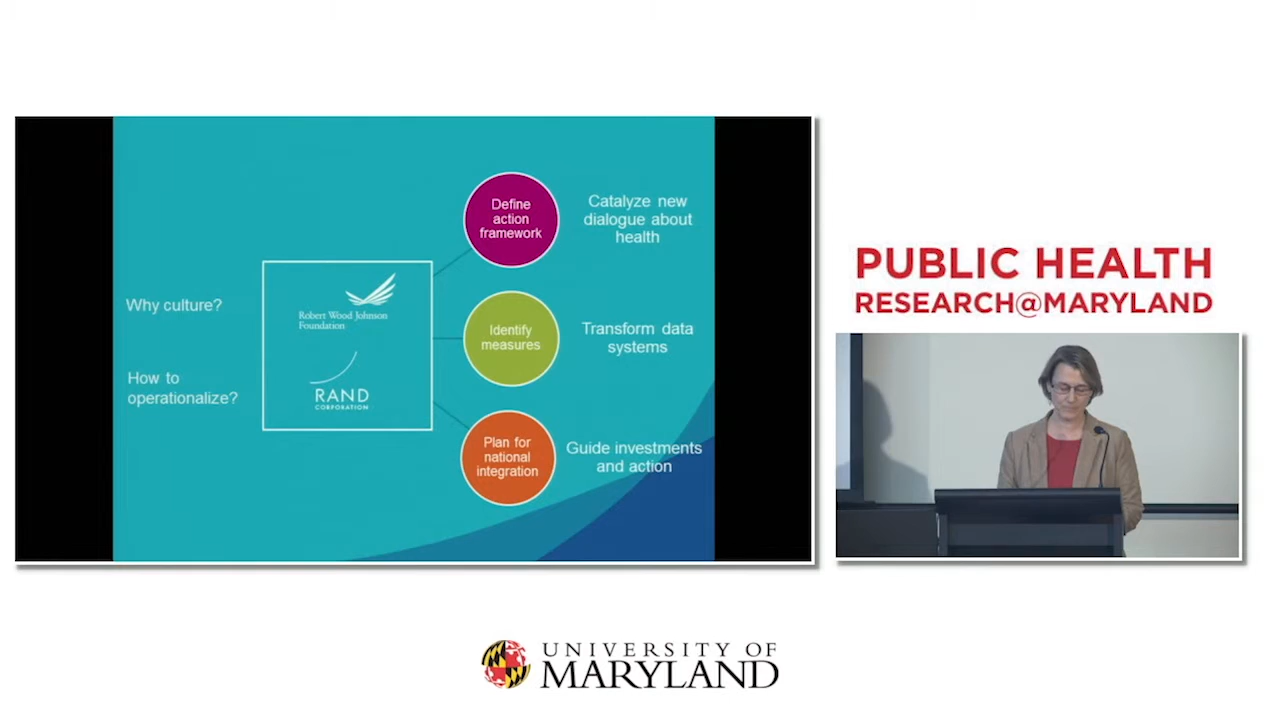 Why culture?
How to
operationalize?
Robert Wood Johnson
Foundation
RAND
CORPORATION
Define
action
framework
Catalyze new
dialogue about
health
Identify
measures
Transform data
systems
Plan for
national
integration
Guide investments
and action
PUBLIC HEALTH
RESEARCH@MARYLAND
UNIVERSITY OF
MARYLAND